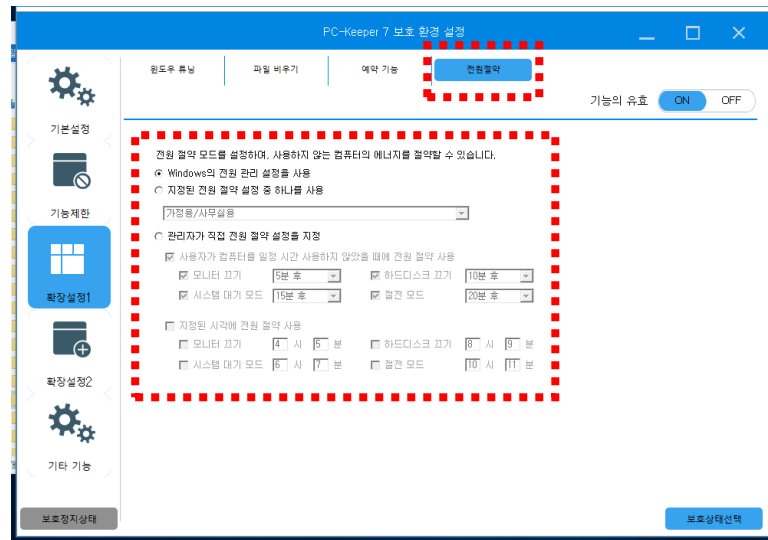 PC-Keeper 7 보호 환경 설정
윈도우 튜닝 파일 비우기 예약 기능 전원절약
기능의 유효 ON OFF
기본설정
기능제한
확장설정1
확장설정2
기타 기능
보호정지상태
전원 절약 모드를 설정하여, 사용하지 않는 컴퓨터의 에너지를 절약할 수 있습니다.
Windows의 전원 관리 설정을 사용
지정된 전원 절약 설정 중 하나를 사용
가정용/사무실용
관리자가 직접 전원 절약 설정을 지정
사용자가 컴퓨터를 일정 시간 사용하지 않았을 때에 전원 절약 사용
모니터 끄기 5분 후 하드디스크 끄기 10분 후
시스템 대기 모드 15분 후 절전 모드 20분 후
지정된 시각에 전원 절약 사용
모니터 끄기 4 시 5 분 하드디스크 끄기 8 시 9 분
시스템 대기 모드 6 시 7 분 절전 모드 10 시 11 분
보호상태선택